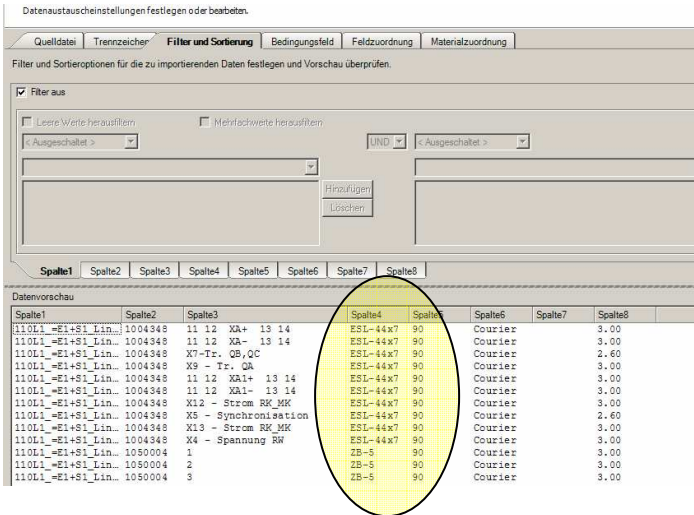 Datenaustauscheinstellungen festlegen oder bearbeiten.
Quelldatei Trennzeichen Filter und Sortierung Bedingungsfeld Feldzuordnung Materialzuordnung
Filter und Sortieroptionen für die zu importierenden Daten festlegen und Vorschau überprüfen.
Filter aus
Leere Werte herausfiltern Mehrfachwerte herausfiltern
< Ausgeschaltet > UND < Ausgeschaltet >
Hinzufügen
Löschen
Spalte1 Spalte2 Spalte3 Spalte4 Spalte5 Spalte6 Spalte7 Spalte8
Datenvorschau
Spalte1 Spalte2 Spalte3 Spalte4 Spalte5 Spalte6 Spalte7 Spalte8
110L1_=E1+S1_Lin... 1004348 11 12 XA+ 13 14 ESL-44x7 90 Courier 3.00
110L1_=E1+S1_Lin... 1004348 11 12 XA- 13 14 ESL-44x7 90 Courier 3.00
110L1_=E1+S1_Lin... 1004348 X7-Tr. QB,QC ESL-44x7 90 Courier 2.60
110L1_=E1+S1_Lin... 1004348 X9 - Tr. QA ESL-44x7 90 Courier 3.00
110L1_=E1+S1_Lin... 1004348 11 12 XA1+ 13 14 ESL-44x7 90 Courier 3.00
110L1_=E1+S1_Lin... 1004348 11 12 XA1- 13 14 ESL-44x7 90 Courier 3.00
110L1_=E1+S1_Lin... 1004348 X12 - Strom RK_MK ESL-44x7 90 Courier 3.00
110L1_=E1+S1_Lin... 1004348 X5 - Synchronisation ESL-44x7 90 Courier 2.60
110L1_=E1+S1_Lin... 1004348 X13 - Strom RK_MK ESL-44x7 90 Courier 3.00
110L1_=E1+S1_Lin... 1004348 X4 - Spannung RW ESL-44x7 90 Courier 3.00
110L1_=E1+S1_Lin... 1050004 1 ZB-5 90 Courier 3.00
110L1_=E1+S1_Lin... 1050004 2 ZB-5 90 Courier 3.00
110L1_=E1+S1_Lin... 1050004 3 ZB-5 90 Courier 3.00